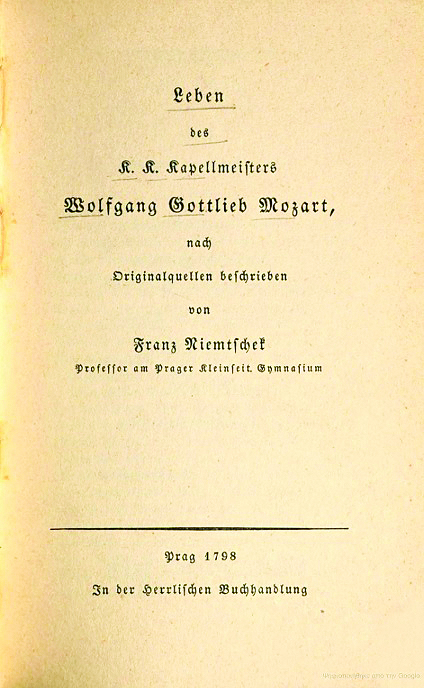 Leben
des
K. K. Kapellmeisters
Wolfgang Gottlieb Mozart,
nach
Originalquellen beschrieben
von
Franz Niemtschek
Professor am Prager Kleinseit. Gymnasium
Prag 1798
In der Herrlischen Buchhandlung